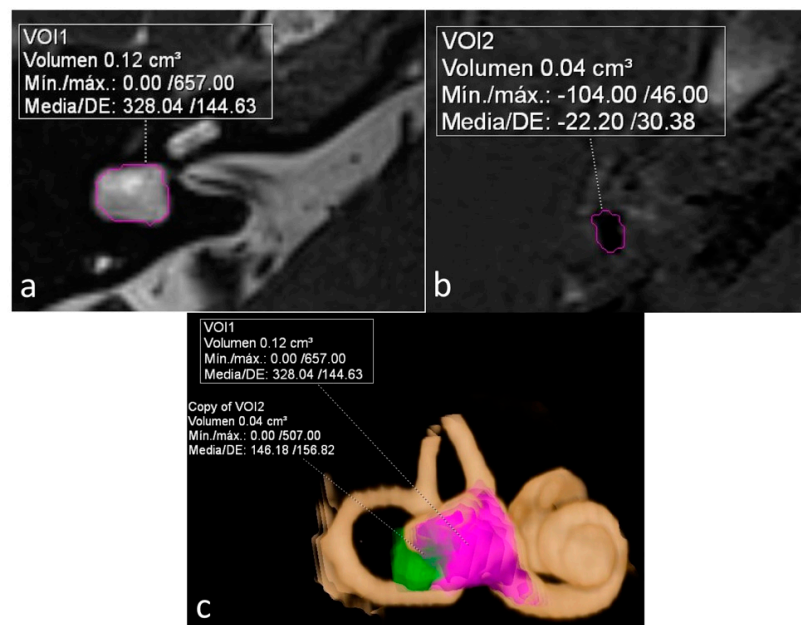 VOI1
Volumen 0.12 cm³
Mín./máx.: 0.00 /657.00
Media/DE: 328.04 /144.63
a
VOI2
Volumen 0.04 cm³
Mín./máx.: -104.00 /46.00
Media/DE: -22.20 /30.38
b
VOI1
Volumen 0.12 cm³
Mín./máx.: 0.00 /657.00
Media/DE: 328.04 /144.63
Copy of VOI2
Volumen 0.04 cm³
Mín./máx.: 0.00 /507.00
Media/DE: 146.18 /156.82
c